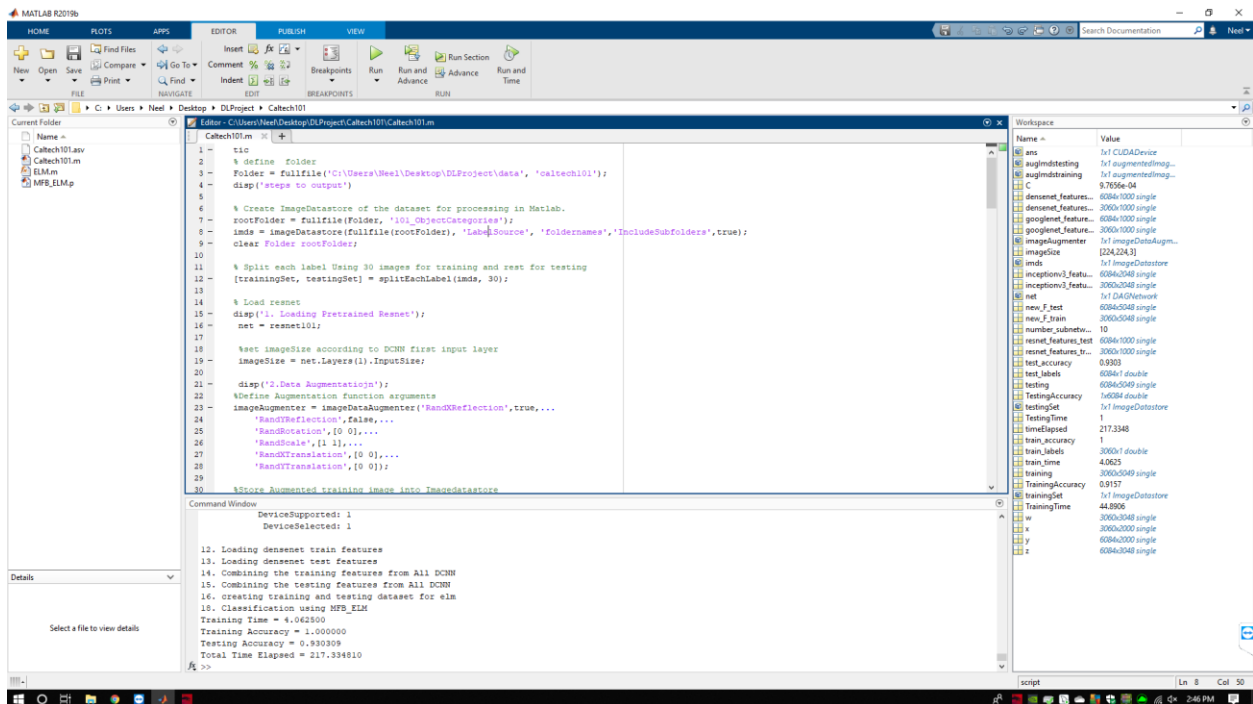 MATLAB R2019b
HOME PLOTS APPS EDITOR PUBLISH VIEW
Search Documentation Neel
New Open Save Find Files Compare Print
Go To Find
Insert fx
Comment %
Indent
Breakpoints Run Run and Advance Run Section Advance Run and Time
FILE NAVIGATE EDIT BREAKPOINTS RUN
C: Users Neel Desktop DLProject Caltech101
Current Folder
Name
Caltech101.asv
Caltech101.m
ELM.m
MFB_ELM.p
Details
Select a file to view details
Editor - C:\Users\Neel\Desktop\DLProject\Caltech101\Caltech101.m
Caltech101.m +
1 - tic
2 % define folder
3 - Folder = fullfile('C:\Users\Neel\Desktop\DLProject\data', 'caltech101');
4 - disp('steps to output')
5
6 % Create ImageDatastore of the dataset for processing in Matlab.
7 - rootFolder = fullfile(Folder, '101_ObjectCategories');
8 - imds = imageDatastore(fullfile(rootFolder), 'LabelSource', 'foldernames','IncludeSubfolders',true);
9 - clear Folder rootFolder;
10
11 % Split each label Using 30 images for training and rest for testing
12 - [trainingSet, testingSet] = splitEachLabel(imds, 30);
13
14 % Load resnet
15 - disp('1. Loading Pretrained Resnet');
16 - net = resnet101;
17
18 %set imageSize according to DCNN first input layer
19 - imageSize = net.Layers(1).InputSize;
20
21 - disp('2.Data Augmentatiojn');
22 %Define Augmentation function arguments
23 - imageAugmenter = imageDataAugmenter('RandXReflection',true,...
24 'RandYReflection',false,...
25 'RandRotation',[0 0],...
26 'RandScale',[1 1],...
27 'RandXTranslation',[0 0],...
28 'RandYTranslation',[0 0]);
29
30 %Store Augmented training image into Imagedatastore
Command Window
DeviceSupported: 1
DeviceSelected: 1
12. Loading densenet train features
13. Loading densenet test features
14. Combining the training features from All DCNN
15. Combining the testing features from All DCNN
16. creating training and testing dataset for elm
18. Classification using MFB_ELM
Training Time = 4.062500
Training Accuracy = 1.000000
Testing Accuracy = 0.930309
Total Time Elapsed = 217.334810
fx >>
Workspace
Name Value
ans 1x1 CUDADevice
augImdstesting 1x1 augmentedImag...
augImdstraining 1x1 augmentedImag...
C 9.7656e-04
densenet_features... 6084x1000 single
densenet_features... 3060x1000 single
googlenet_feature... 6084x1000 single
googlenet_feature... 3060x1000 single
imageAugmenter 1x1 imageDataAugm...
imageSize [224,224,3]
imds 1x1 ImageDatastore
inceptionv3_featu... 6084x2048 single
inceptionv3_featu... 3060x2048 single
net 1x1 DAGNetwork
new_F_test 6084x5048 single
new_F_train 3060x5048 single
number_subnetw... 10
resnet_features_test 6084x1000 single
resnet_features_tr... 3060x1000 single
test_accuracy 0.9303
test_labels 6084x1 double
testing 6084x5049 single
TestingAccuracy 1x6084 double
testingSet 1x1 ImageDatastore
TestingTime 1
timeElapsed 217.3348
train_accuracy 1
train_labels 3060x1 double
train_time 4.0625
training 3060x5049 single
TrainingAccuracy 0.9157
trainingSet 1x1 ImageDatastore
TrainingTime 44.8906
w 3060x3048 single
x 3060x2000 single
y 6084x2000 single
z 6084x3048 single
script Ln 8 Col 50
2:46 PM